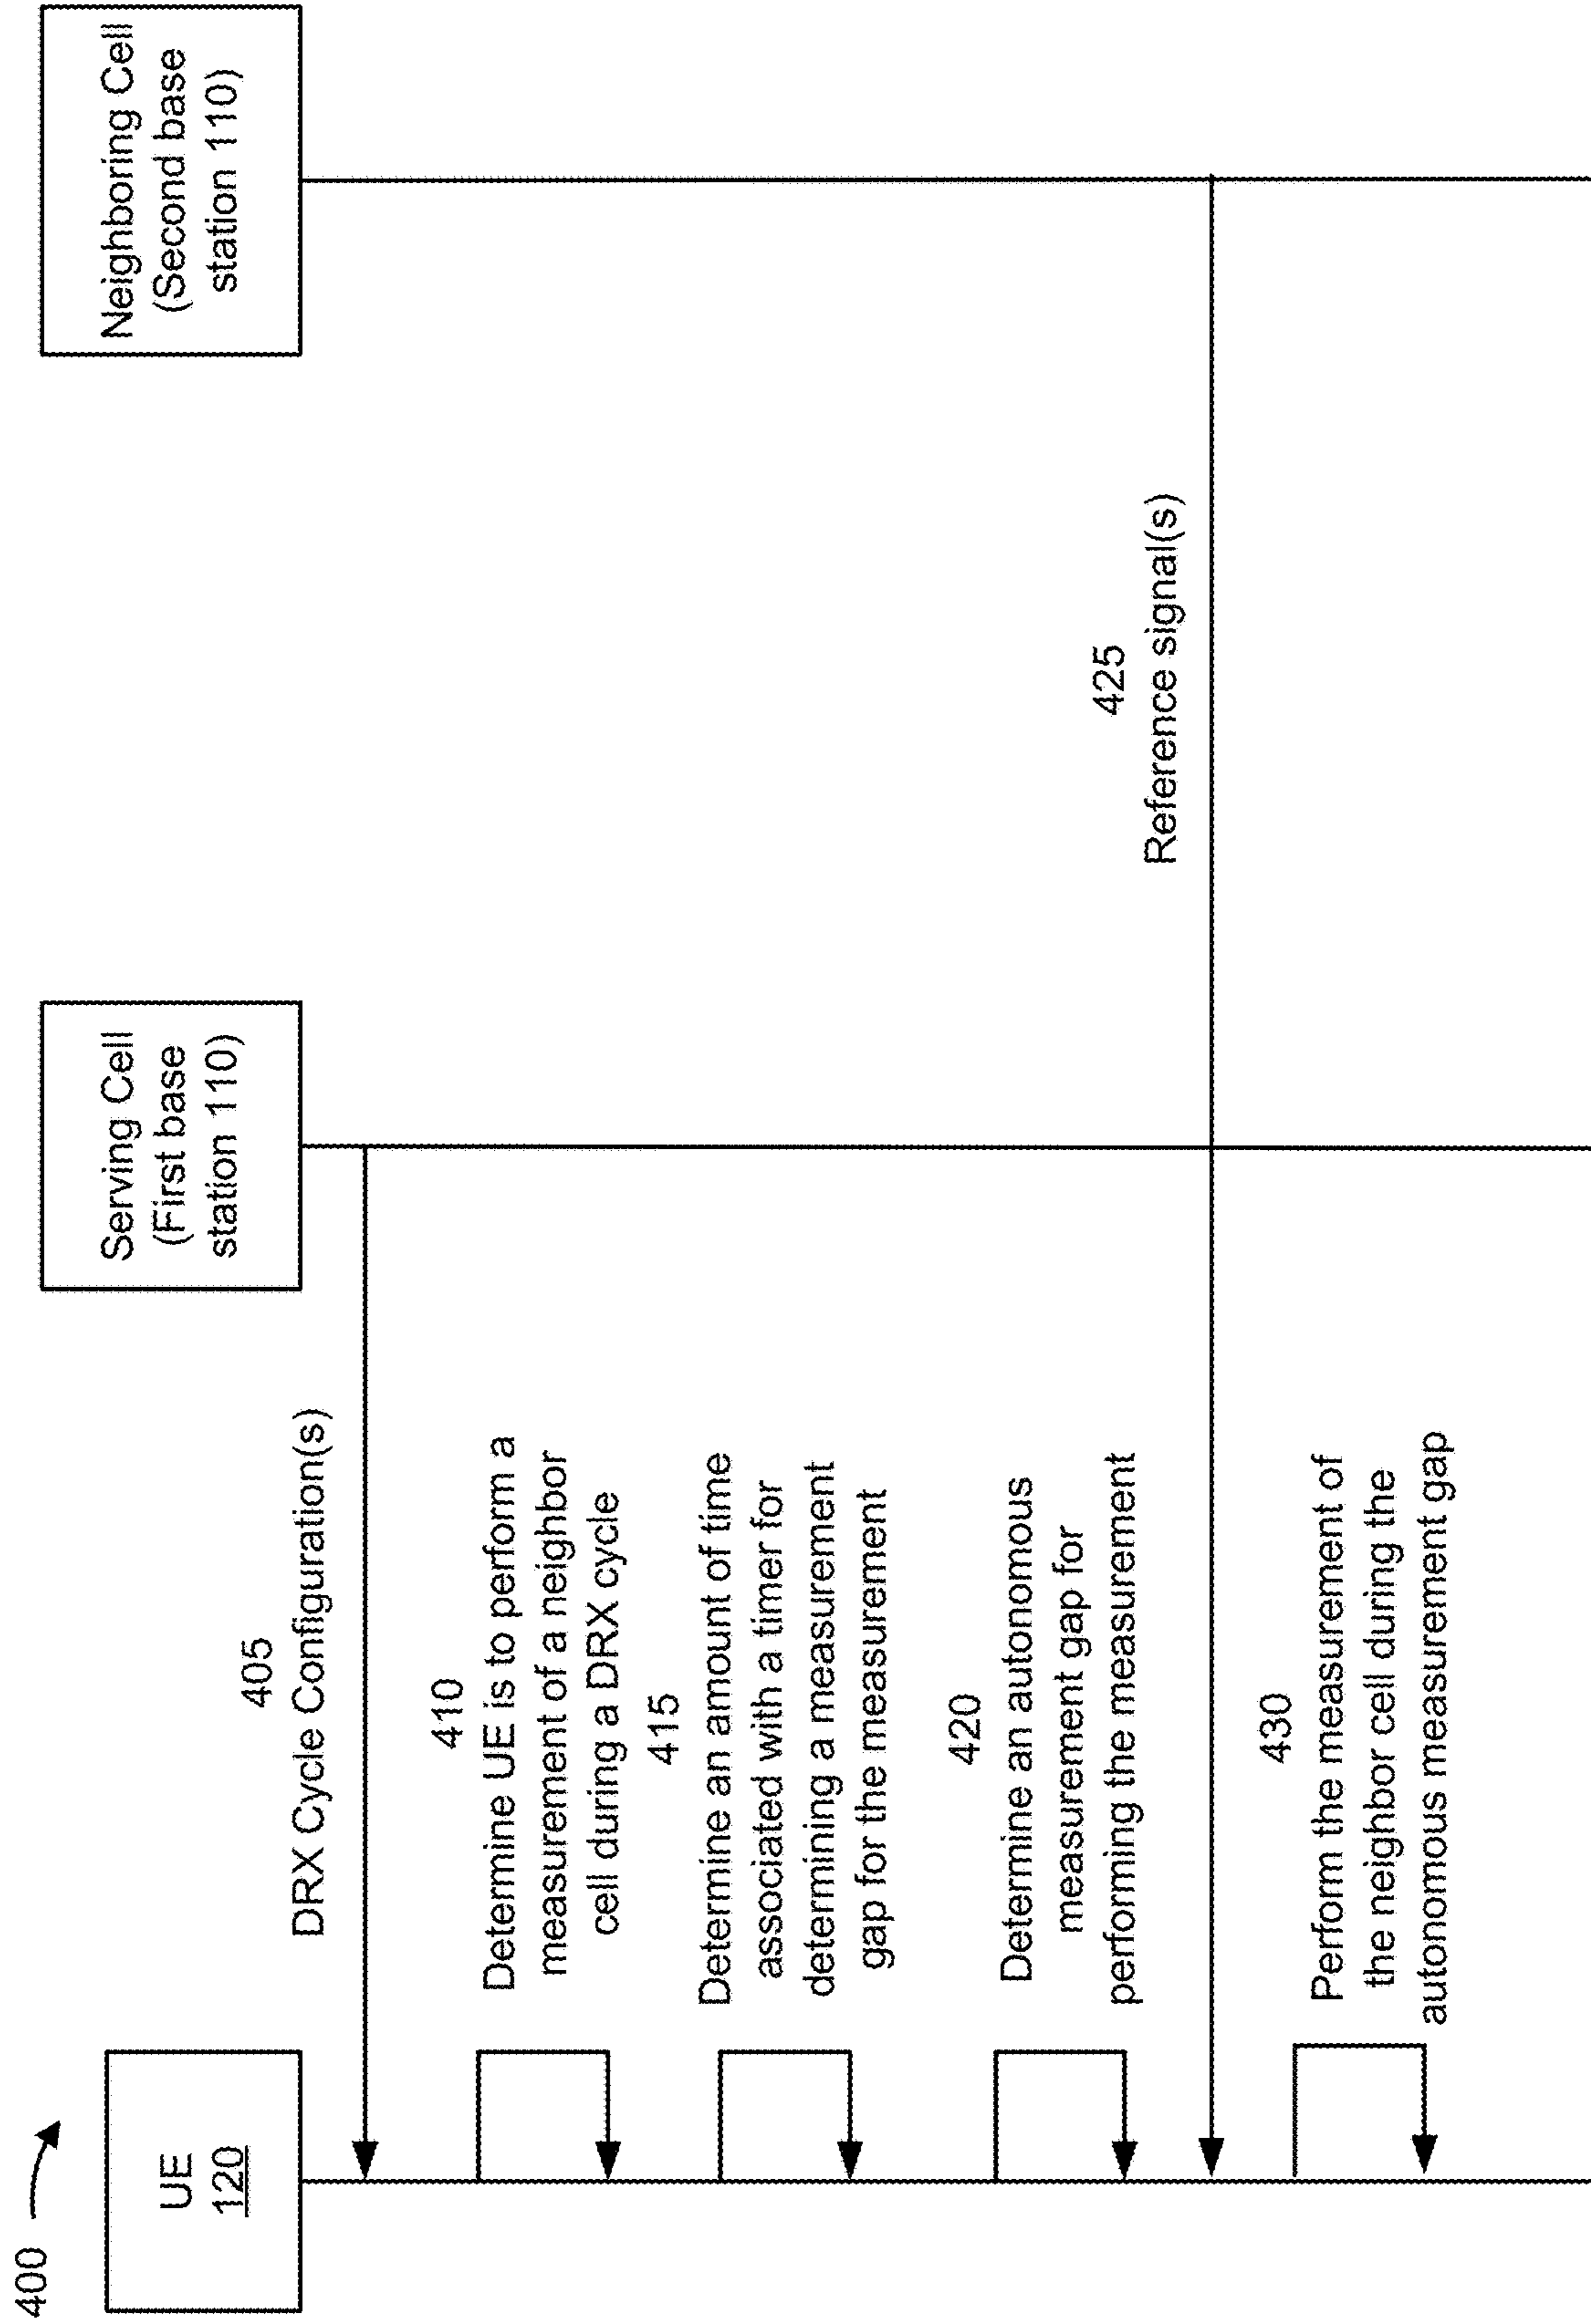 400
UE
120
Serving Cell
(First base
station 110)
Neighboring Cell
(Second base
station 110)
405
DRX Cycle Configuration(s)
410
Determine UE is to perform a
measurement of a neighbor
cell during a DRX cycle
415
Determine an amount of time
associated with a timer for
determining a measurement
gap for the measurement
420
Determine an autonomous
measurement gap for
performing the measurement
425
Reference signal(s)
430
Perform the measurement of
the neighbor cell during the
autonomous measurement gap